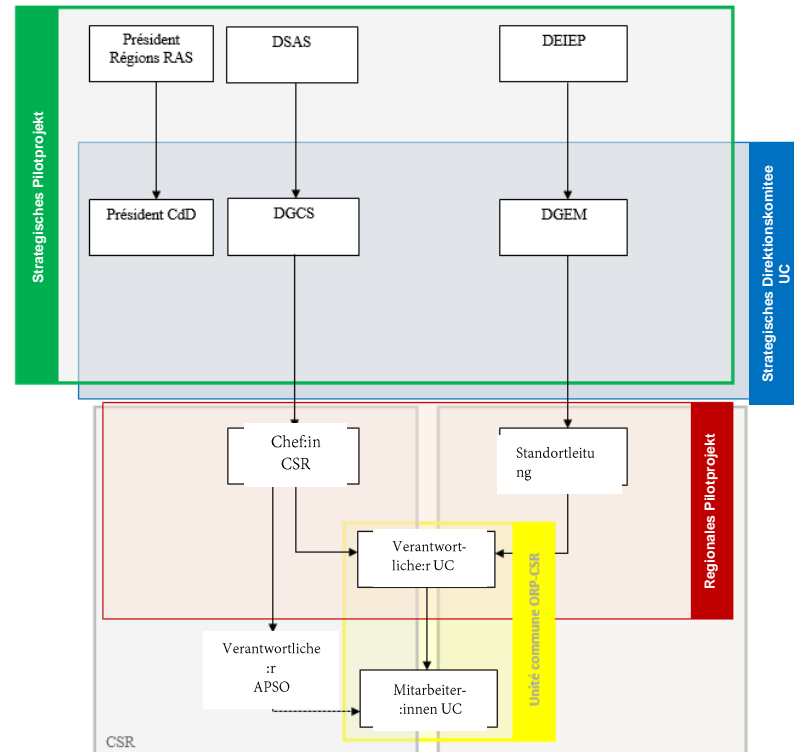 Président
Régions RAS
DSAS
DEIEP
Strategisches Pilotprojekt
Président CdD
DGCS
DGEM
Strategisches Direktionskomitee
UC
Chef:in
CSR
Standortleitu
ng
Regionales Pilotprojekt
Verantwort-
liche:r UC
Unité commune ORP-CSR
Verantwortliche
:r
APSO
Mitarbeiter-
:innen UC
CSR